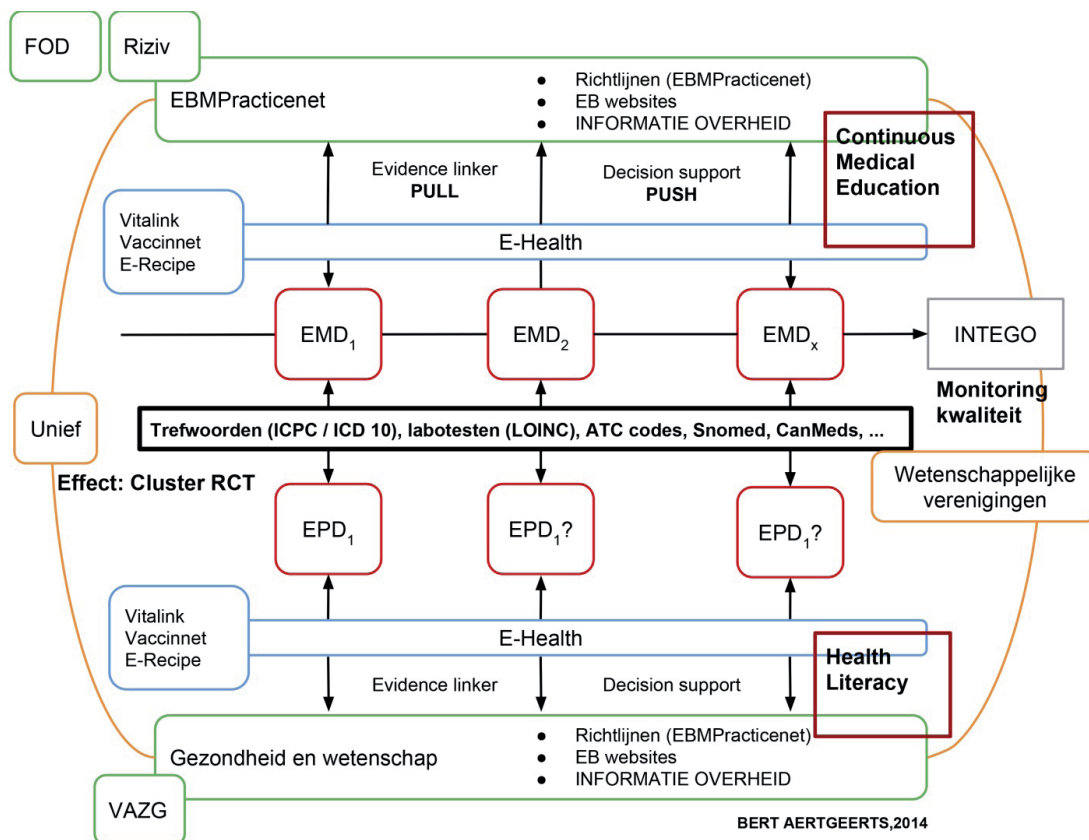 FOD
Riziv
EBMPracticenet
• Richtlijnen (EBMPracticenet)
• EB websites
• INFORMATIE OVERHEID
Continuous
Medical
Education
Evidence linker
PULL
Decision support
PUSH
Vitalink
Vaccinnet
E-Recipe
E-Health
EMD1
EMD2
EMDx
INTEGO
Monitoring
kwaliteit
Unief
Trefwoorden (ICPC / ICD 10), labotesten (LOINC), ATC codes, Snomed, CanMeds, ...
Effect: Cluster RCT
Wetenschappelijke
verenigingen
EPD1
EPD1?
EPD1?
Vitalink
Vaccinnet
E-Recipe
E-Health
Health
Literacy
Evidence linker
Decision support
Gezondheid en wetenschap
• Richtlijnen (EBMPracticenet)
• EB websites
• INFORMATIE OVERHEID
VAZG
BERT AERTGEERTS,2014